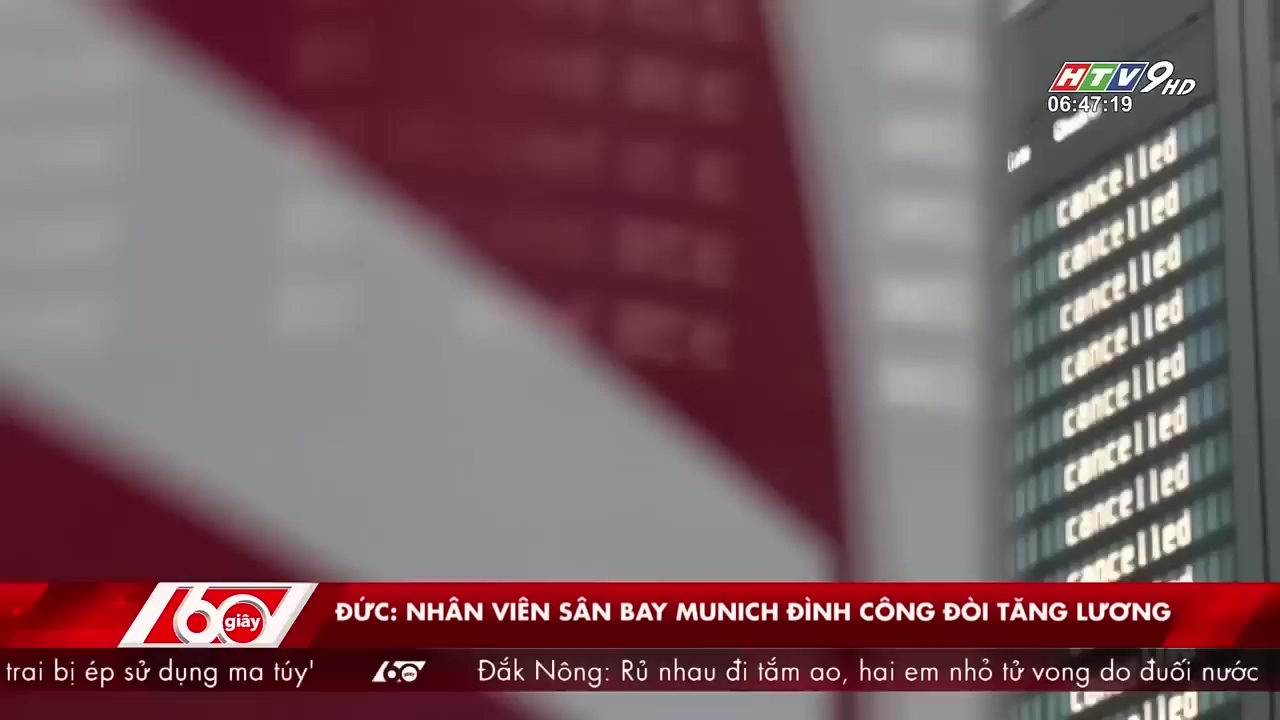 HTV9HD
06:47:19
cancelled
cancelled
cancelled
cancelled
cancelled
cancelled
cancelled
cancelled
cancelled
60 giây
ĐỨC: NHÂN VIÊN SÂN BAY MUNICH ĐÌNH CÔNG ĐÒI TĂNG LƯƠNG
trai bị ép sử dụng ma túy' 60 Đắk Nông: Rủ nhau đi tắm ao, hai em nhỏ tử vong do đuối nước